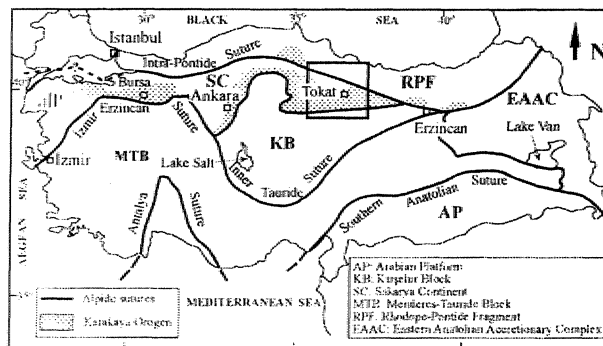 30°
BLACK
35°
SEA
40°
Istanbul
N
Intra-Pontide
Suture
RPF
Bursa
SC
Ankara
Tokat
EAAC
Erzincan
Erzincan
Lake Van
Izmir
Suture
KB
Izmir
MTB
Lake Salt
Inner
Tauride
Suture
Suture
Anatolian
Southern
AP
Antalya
Suture
AEGEAN SEA
MEDITERRANEAN SEA
Alpide sutures
Karakaya Orogen
AP: Arabian Platform
KB: Kırşehir Block
SC: Sakarya Continent
MTB: Menderes-Tauride Block
RPF: Rhodope-Pontide Fragment
EAAC: Eastern Anatolian Accretionary Complex